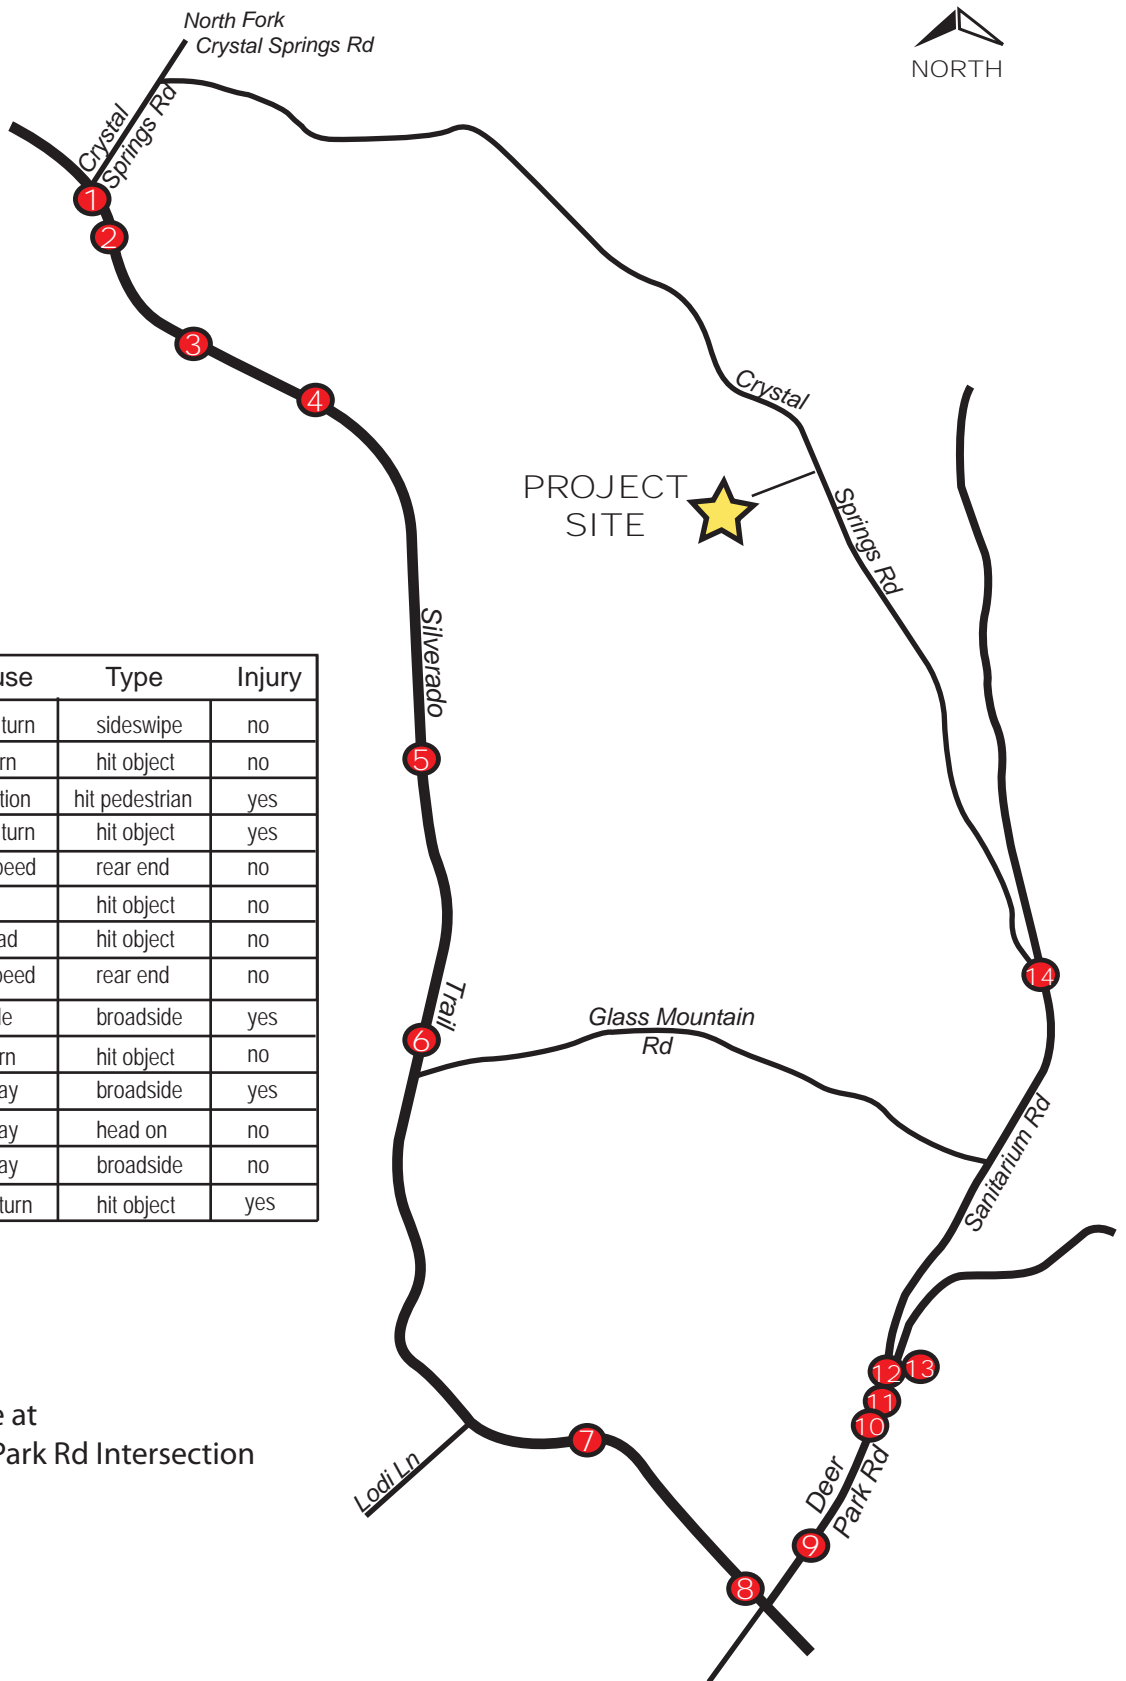 North Fork
Crystal Springs Rd
NORTH
Crystal
Springs Rd
1
2
3
4
Crystal
Springs Rd
PROJECT
SITE
Silverado
Trail
5
6
use Type Injury
turn sideswipe no
rn hit object no
tion hit pedestrian yes
turn hit object yes
peed rear end no
hit object no
ad hit object no
peed rear end no
le broadside yes
rn hit object no
ay broadside yes
ay head on no
ay broadside no
turn hit object yes
14
Glass Mountain
Rd
Sanitarium Rd
12
13
11
10
e at
Park Rd Intersection
7
Lodi Ln
Deer
Park Rd
9
8